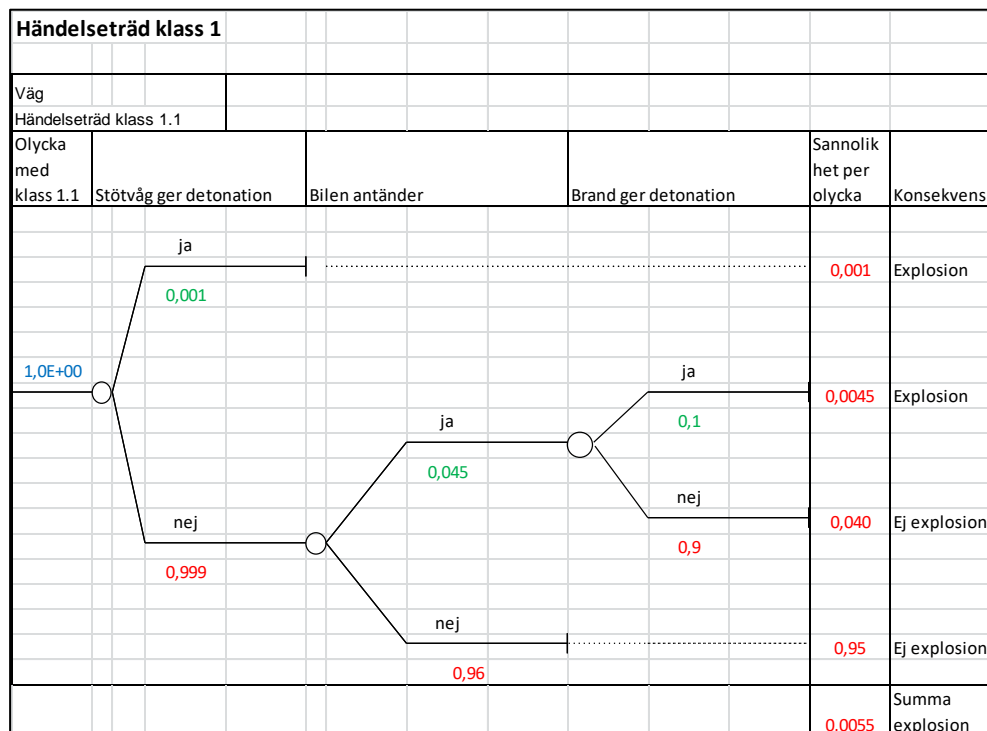 Händelseträd klass 1
Väg
Händelseträd klass 1.1
Olycka
med
klass 1.1
Stötvåg ger detonation
Bilen antänder
Brand ger detonation
Sannolik
het per
olycka
Konsekvens
ja
0,001
0,001
Explosion
1,0E+00
ja
0,1
0,0045
Explosion
ja
0,045
nej
0,9
0,040
Ej explosion
nej
0,999
nej
0,96
0,95
Ej explosion
0,0055
Summa
explosion